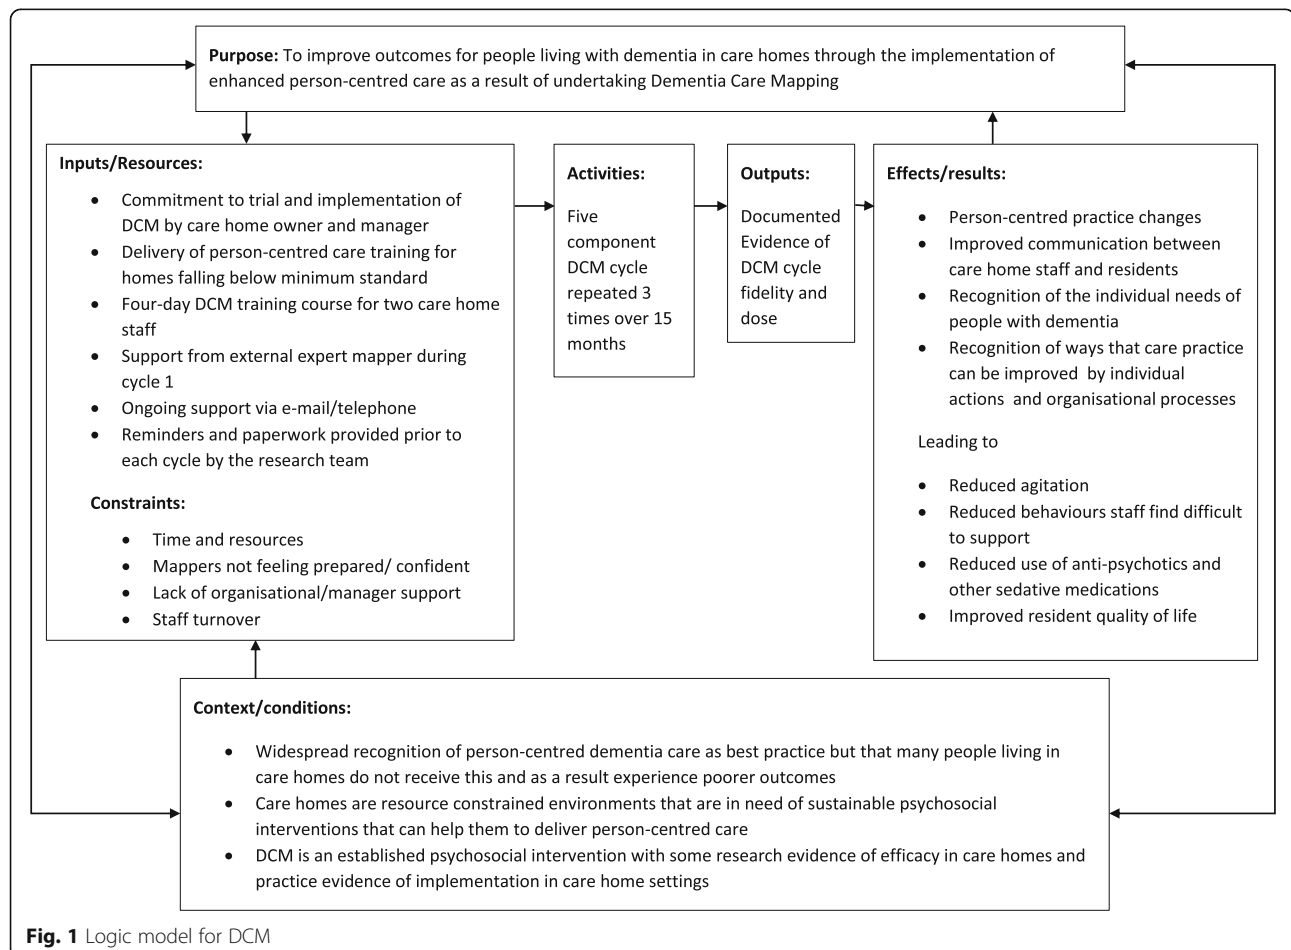 Purpose: To improve outcomes for people living with dementia in care homes through the implementation of
enhanced person-centred care as a result of undertaking Dementia Care Mapping
Inputs/Resources:
• Commitment to trial and implementation of
DCM by care home owner and manager
• Delivery of person-centred care training for
homes falling below minimum standard
• Four-day DCM training course for two care home
staff
• Support from external expert mapper during
cycle 1
• Ongoing support via e-mail/telephone
• Reminders and paperwork provided prior to
each cycle by the research team
Constraints:
• Time and resources
• Mappers not feeling prepared/ confident
• Lack of organisational/manager support
• Staff turnover
Activities:
Five
component
DCM cycle
repeated 3
times over 15
months
Outputs:
Documented
Evidence of
DCM cycle
fidelity and
dose
Effects/results:
• Person-centred practice changes
• Improved communication between
care home staff and residents
• Recognition of the individual needs of
people with dementia
• Recognition of ways that care practice
can be improved by individual
actions and organisational processes
Leading to
• Reduced agitation
• Reduced behaviours staff find difficult
to support
• Reduced use of anti-psychotics and
other sedative medications
• Improved resident quality of life
Context/conditions:
• Widespread recognition of person-centred dementia care as best practice but that many people living in
care homes do not receive this and as a result experience poorer outcomes
• Care homes are resource constrained environments that are in need of sustainable psychosocial
interventions that can help them to deliver person-centred care
• DCM is an established psychosocial intervention with some research evidence of efficacy in care homes and
practice evidence of implementation in care home settings
Fig. 1 Logic model for DCM